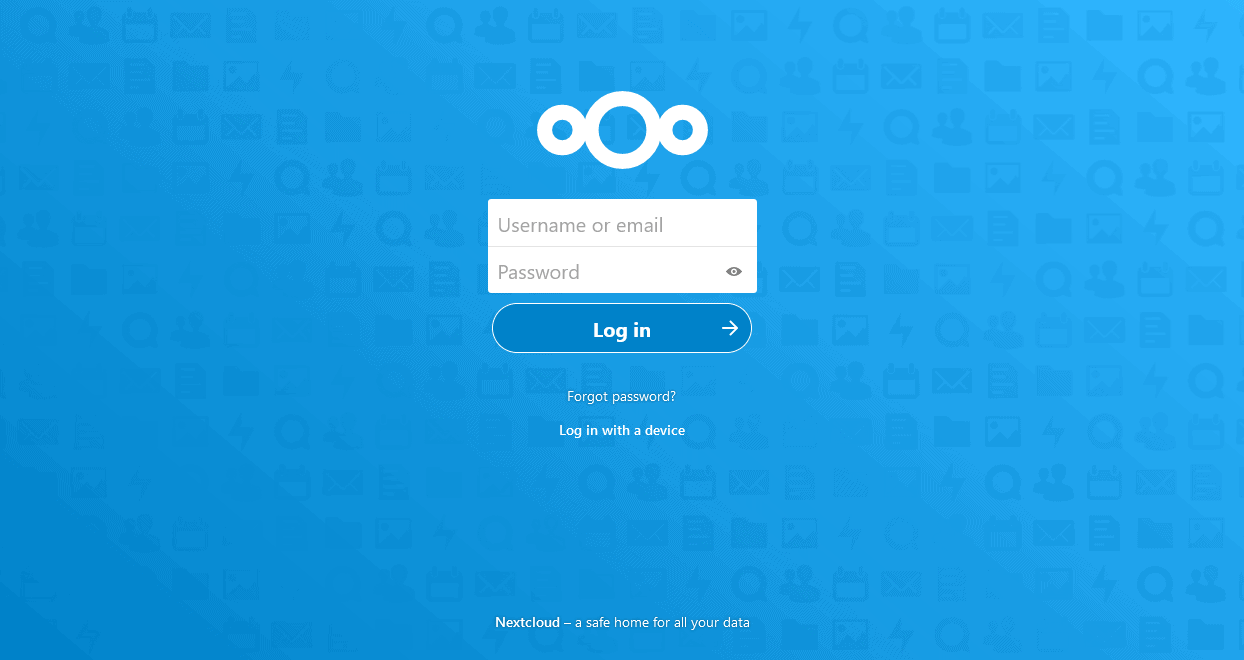 Username or email
Password
Log in
Forgot password?
Log in with a device
Nextcloud – a safe home for all your data